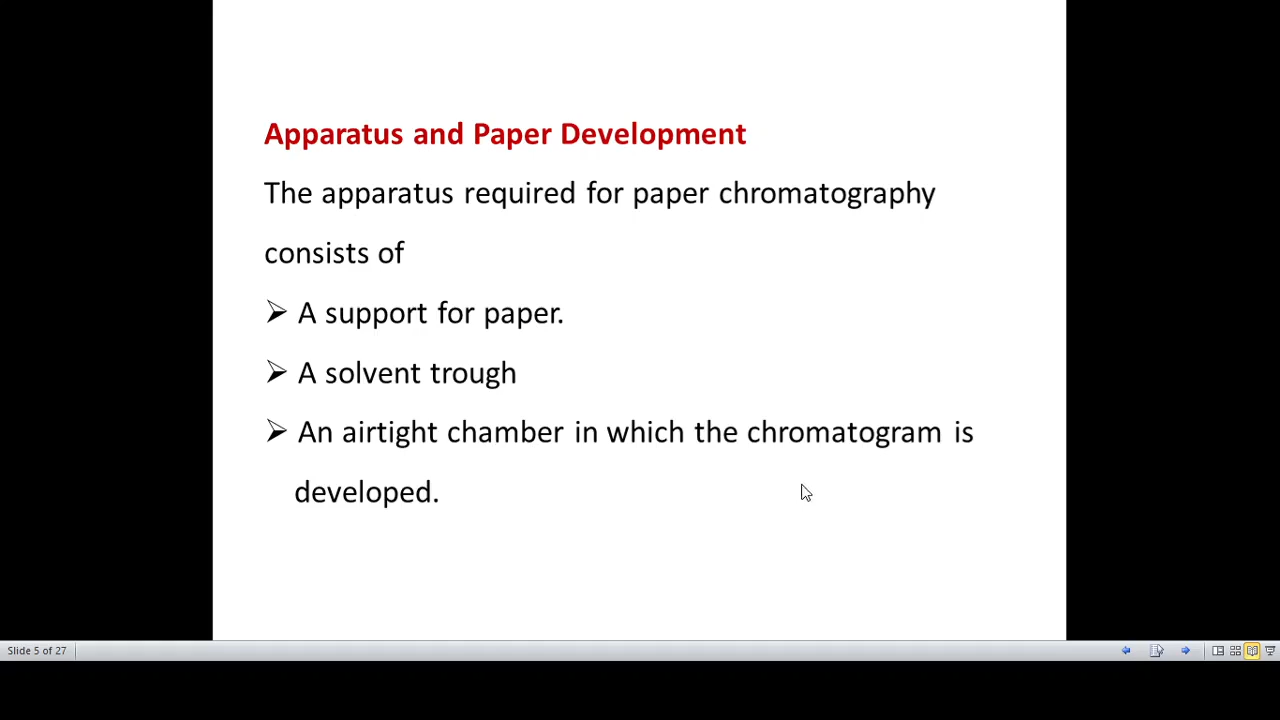 Apparatus and Paper Development
The apparatus required for paper chromatography
consists of
➢ A support for paper.
➢ A solvent trough
➢ An airtight chamber in which the chromatogram is
developed.
Slide 5 of 27